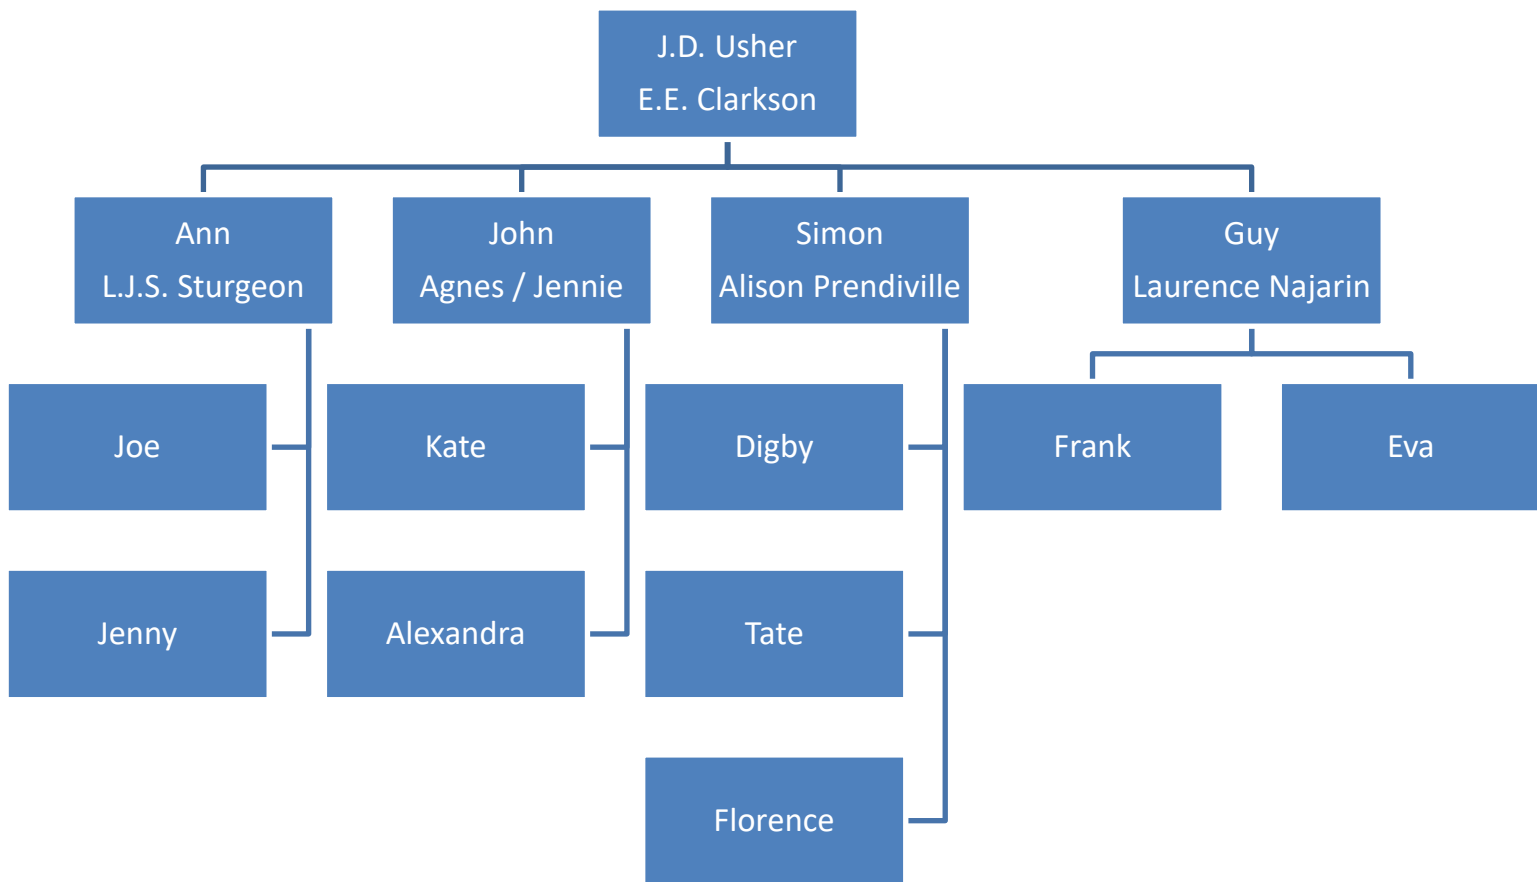 J.D. Usher
E.E. Clarkson
Ann
L.J.S. Sturgeon
John
Agnes / Jennie
Simon
Alison Prendiville
Guy
Laurence Najarin
Joe
Kate
Digby
Frank
Eva
Jenny
Alexandra
Tate
Florence